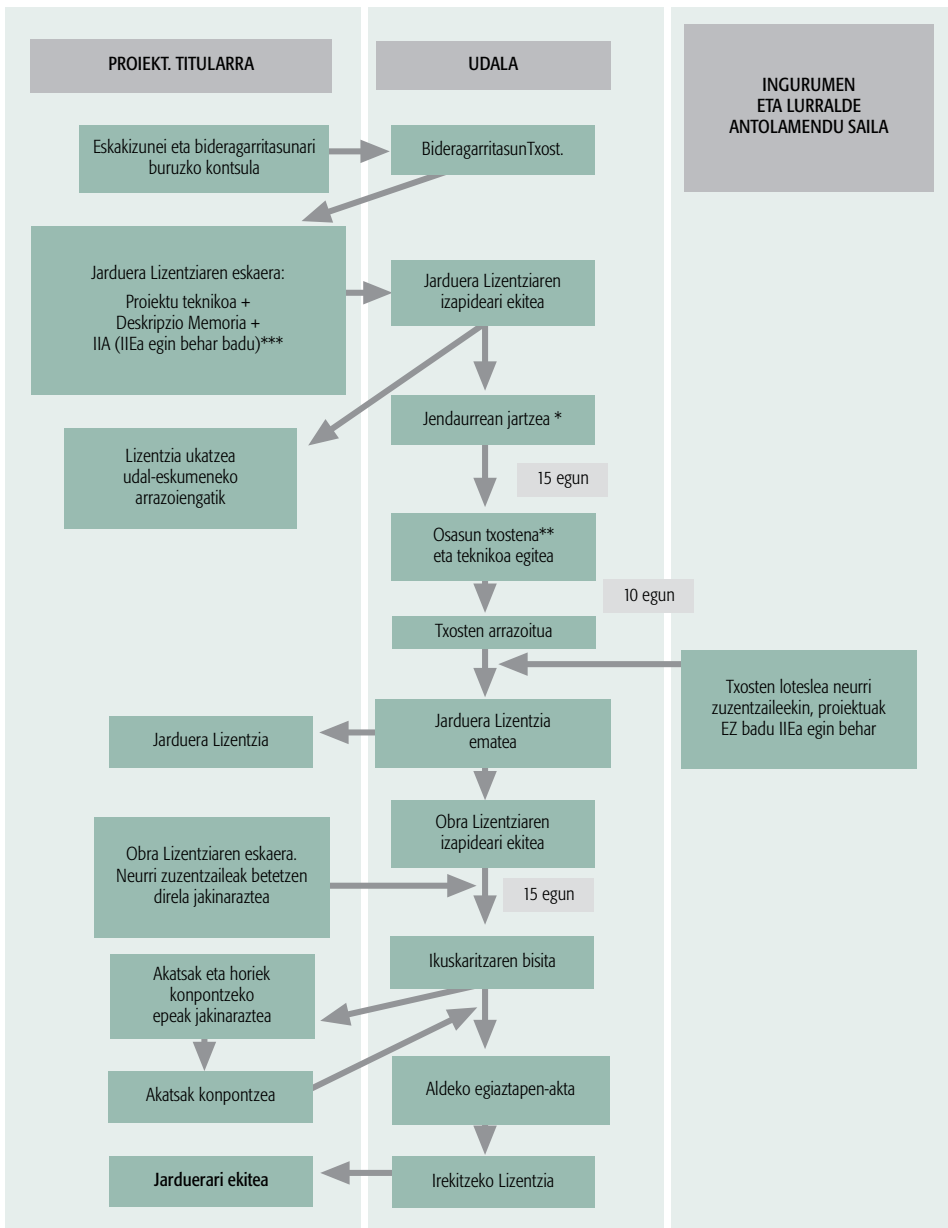 PROIEKT. TITULARRA
UDALA
INGURUMEN
ETA LURRALDE
ANTOLAMENDU SAILA
Eskakizunei eta bideragarritasunari
buruzko kontsula
BideragarritasunTxost.
Jarduera Lizentziaren eskaera:
Proiektu teknikoa +
Deskripzio Memoria +
IIA (IIEa egin behar badu)***
Jarduera Lizentziaren
izapideari ekitea
Jendaurrean jartzea *
Lizentzia ukatzea
udal-eskumeneko
arrazoiengatik
15 egun
Osasun txostena**
eta teknikoa egitea
10 egun
Txosten arrazoitua
Txosten loteslea neurri
zuzentzaileekin, proiektuak
EZ badu IIEa egin behar
Jarduera Lizentzia
Jarduera Lizentzia
ematea
Obra Lizentziaren
izapideari ekitea
Obra Lizentziaren eskaera.
Neurri zuzentzaileak betetzen
direla jakinaraztea
15 egun
Ikuskaritzaren bisita
Akatsak eta horiek
konpontzeko
epeak jakinaraztea
Akatsak konpontzea
Aldeko egiaztapen-akta
Jarduerari ekitea
Irekitzeko Lizentzia